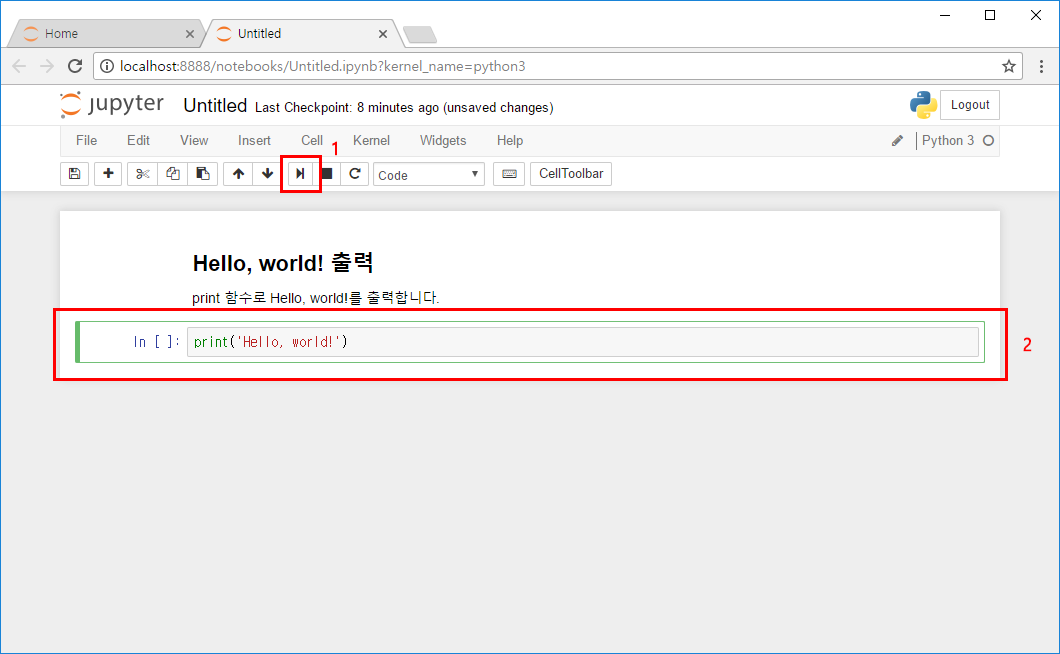 Home
Untitled
localhost:8888/notebooks/Untitled.ipynb?kernel_name=python3
jupyter Untitled Last Checkpoint: 8 minutes ago (unsaved changes) Logout
File Edit View Insert Cell Kernel Widgets Help Python 3
1
Code CellToolbar
Hello, world! 출력
print 함수로 Hello, world!를 출력합니다.
In [ ]: print('Hello, world!')
2